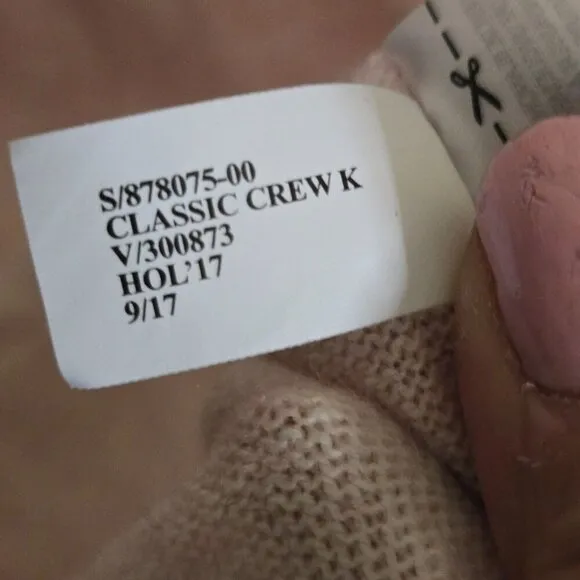 S/878075-00
CLASSIC CREW K
V/300873
HOL'17
9/17